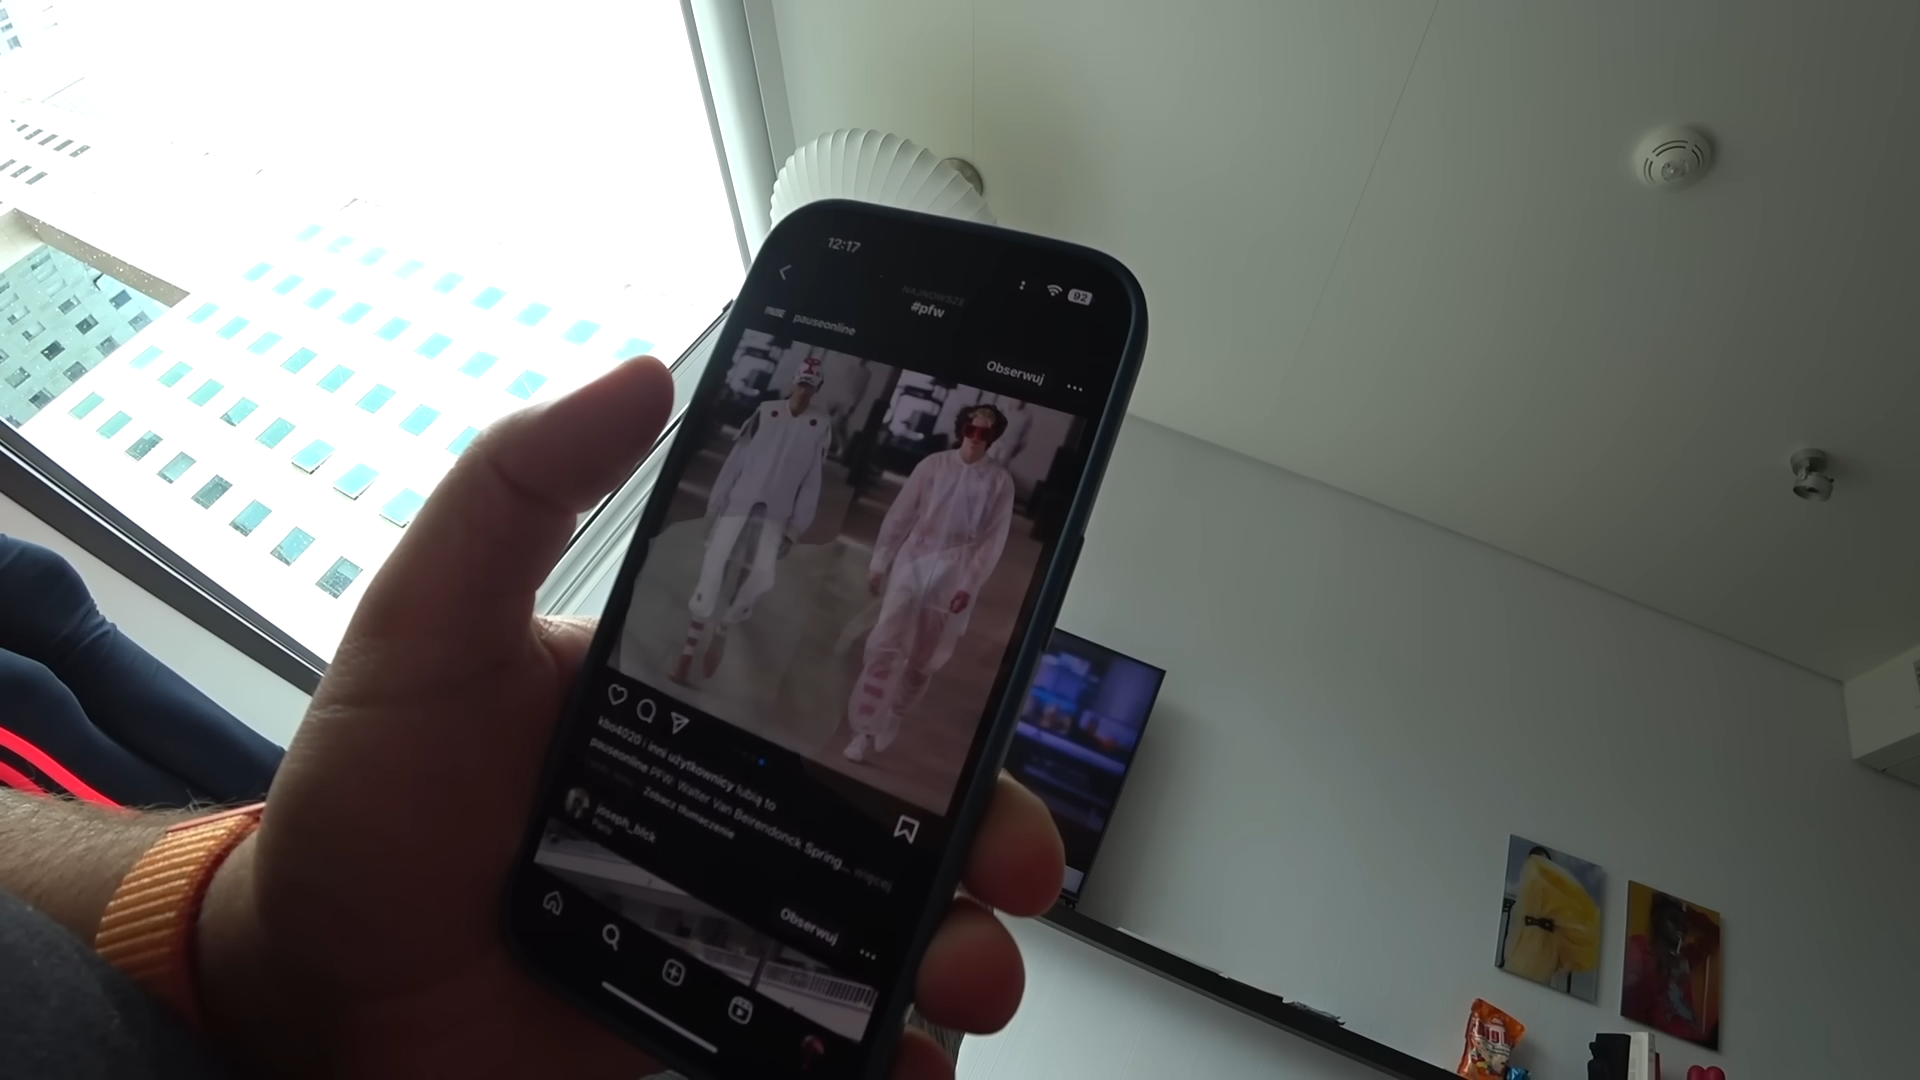 12:17
92
NAJNOWSZE
#pfw
pauseonline
Obserwuj
kbo4020 i inni użytkownicy lubią to
pauseonline PFW: Walter Van Beirendonck Spring... więcej
Zobacz tłumaczenie
joseph_blck
Paris
Obserwuj